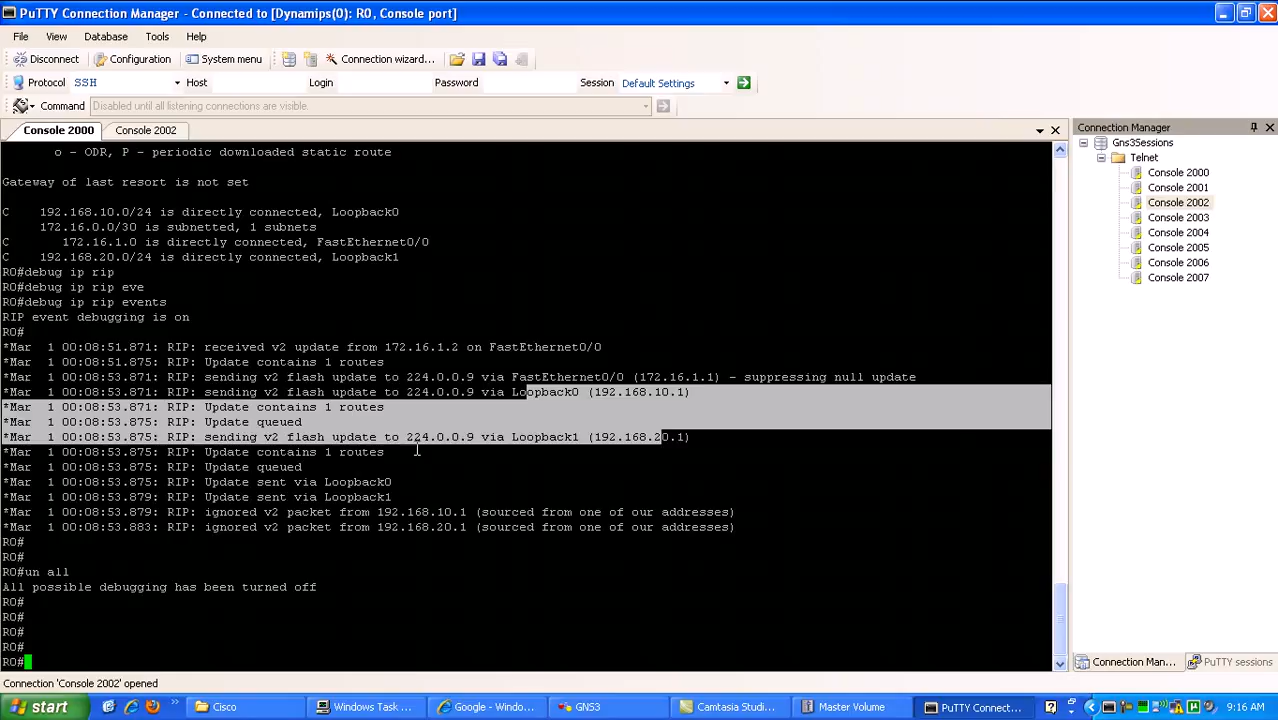 PuTTY Connection Manager - Connected to [Dynamips(0): R0, Console port]
File View Database Tools Help
Disconnect Configuration System menu Connection wizard...
Protocol SSH Host Login Password Session Default Settings
Command Disabled until all listening connections are visible.
Console 2000 Console 2002
o - ODR, P - periodic downloaded static route
Gateway of last resort is not set
C 192.168.10.0/24 is directly connected, Loopback0
172.16.0.0/30 is subnetted, 1 subnets
C 172.16.1.0 is directly connected, FastEthernet0/0
C 192.168.20.0/24 is directly connected, Loopback1
R0#debug ip rip
R0#debug ip rip eve
R0#debug ip rip events
RIP event debugging is on
R0#
*Mar 1 00:08:51.871: RIP: received v2 update from 172.16.1.2 on FastEthernet0/0
*Mar 1 00:08:51.875: RIP: Update contains 1 routes
*Mar 1 00:08:53.871: RIP: sending v2 flash update to 224.0.0.9 via FastEthernet0/0 (172.16.1.1) - suppressing null update
*Mar 1 00:08:53.871: RIP: sending v2 flash update to 224.0.0.9 via Loopback0 (192.168.10.1)
*Mar 1 00:08:53.871: RIP: Update contains 1 routes
*Mar 1 00:08:53.875: RIP: Update queued
*Mar 1 00:08:53.875: RIP: sending v2 flash update to 224.0.0.9 via Loopback1 (192.168.20.1)
*Mar 1 00:08:53.875: RIP: Update contains 1 routes
*Mar 1 00:08:53.875: RIP: Update queued
*Mar 1 00:08:53.875: RIP: Update sent via Loopback0
*Mar 1 00:08:53.879: RIP: Update sent via Loopback1
*Mar 1 00:08:53.879: RIP: ignored v2 packet from 192.168.10.1 (sourced from one of our addresses)
*Mar 1 00:08:53.883: RIP: ignored v2 packet from 192.168.20.1 (sourced from one of our addresses)
R0#
R0#
R0#un all
All possible debugging has been turned off
R0#
R0#
R0#
R0#
R0#
Connection Manager
Gns3Sessions
Telnet
Console 2000
Console 2001
Console 2002
Console 2003
Console 2004
Console 2005
Console 2006
Console 2007
Connection Man... PuTTY sessions
Connection 'Console 2002' opened
start Cisco Windows Task ... Google - Windo... GNS3 Camtasia Studi... Master Volume PuTTY Connect... 9:16 AM